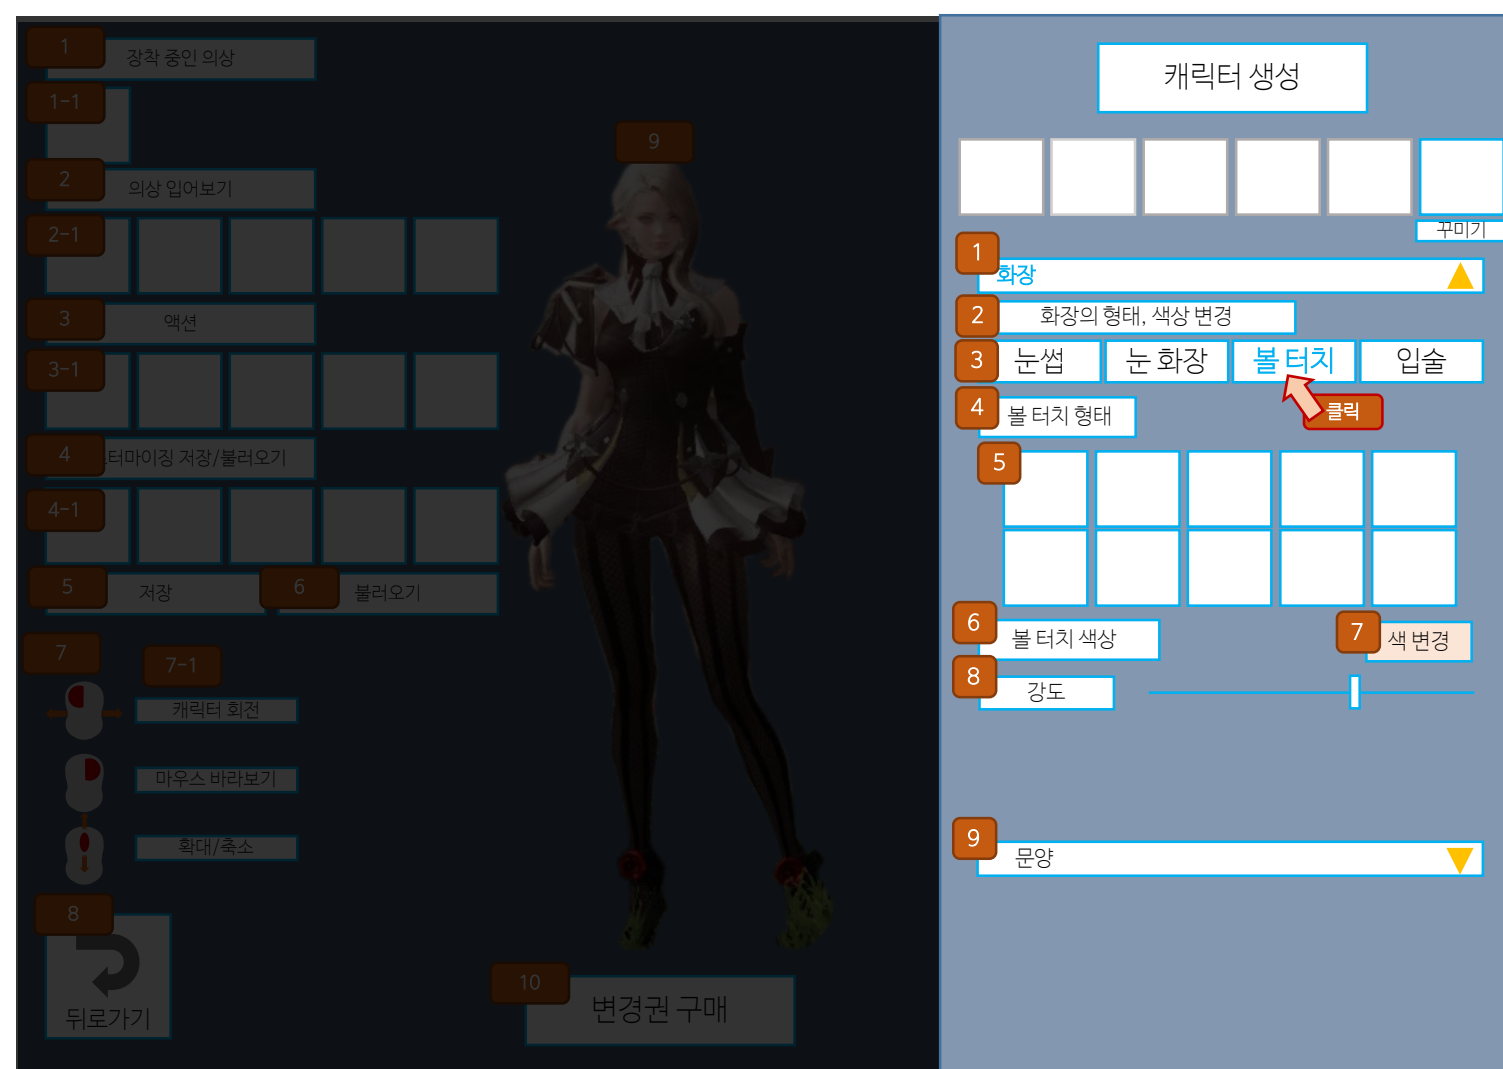 1
장착 중인 의상
1-1
2
의상 입어보기
2-1
3
액션
3-1
4
터마이징 저장/불러오기
4-1
5
저장
6
불러오기
7
7-1
캐릭터 회전
마우스 바라보기
확대/축소
8
뒤로가기
9
10
변경권 구매
캐릭터 생성
꾸미기
1
화장
2
화장의 형태, 색상 변경
3
눈썹
눈 화장
볼 터치
입술
클릭
4
볼 터치 형태
5
6
볼 터치 색상
7
색 변경
8
강도
9
문양